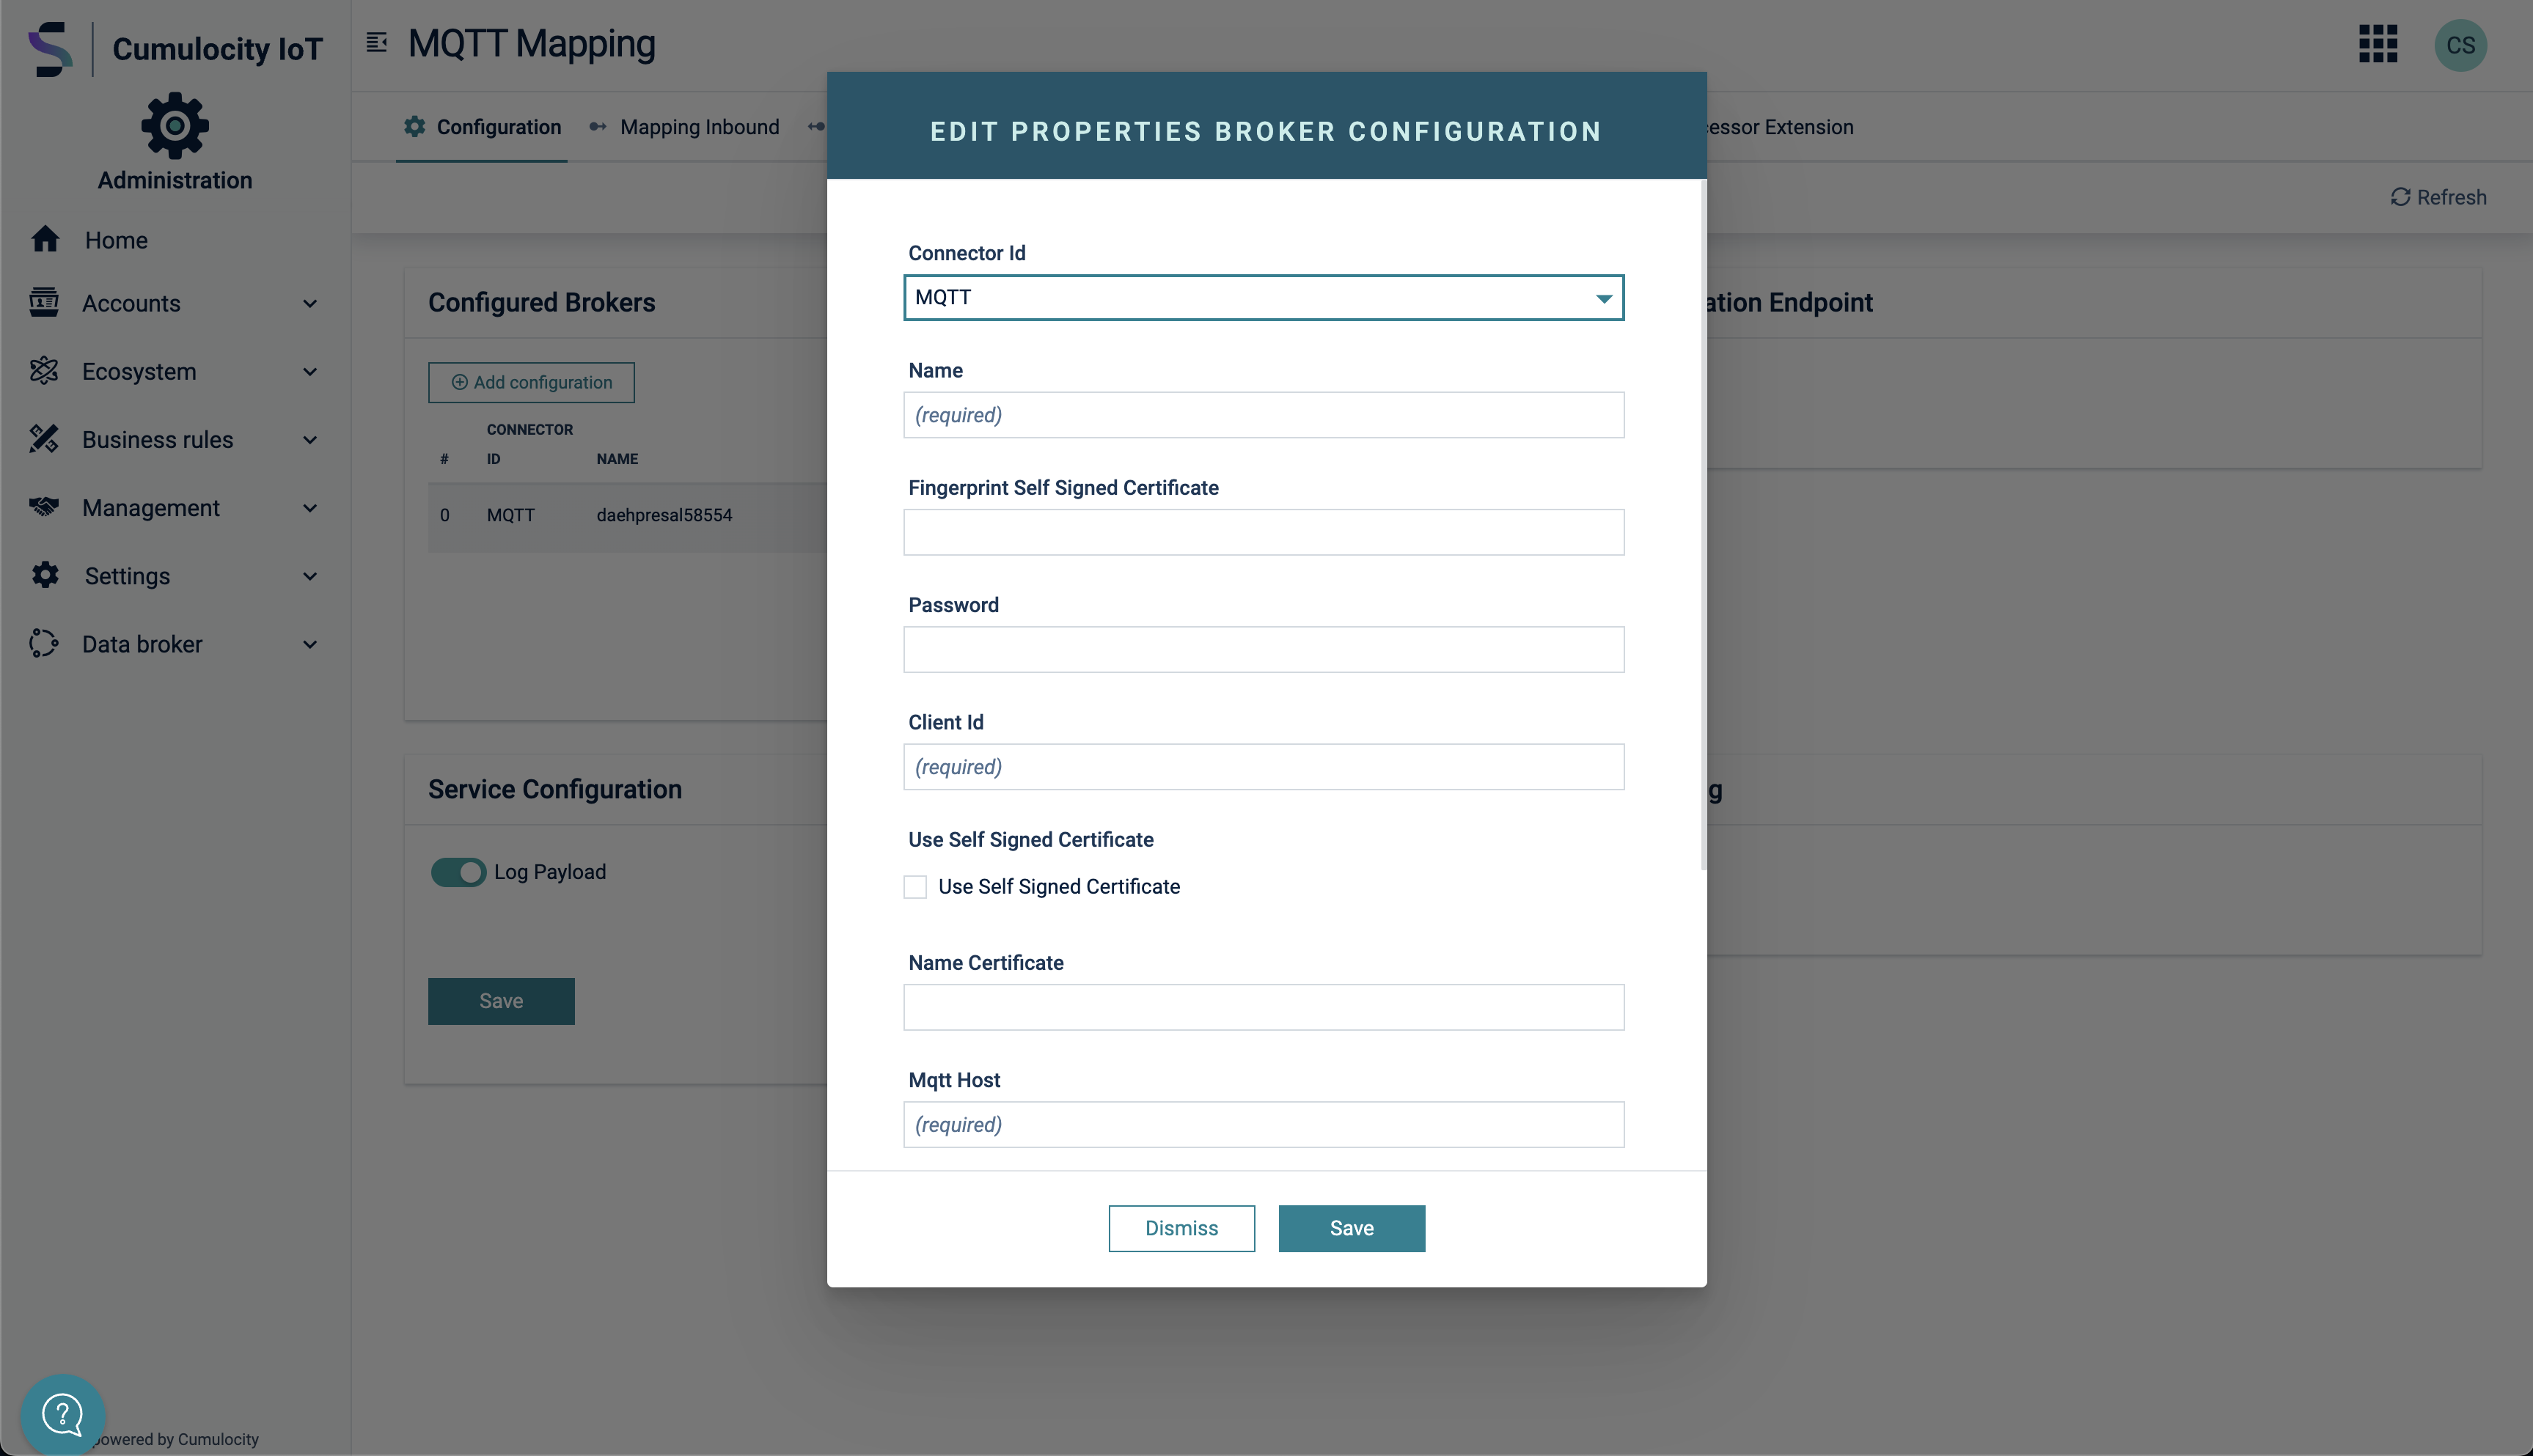 Cumulocity IoT
Administration
Home
Accounts
Ecosystem
Business rules
Management
Settings
Data broker
powered by Cumulocity
MQTT Mapping
CS
Configuration
Mapping Inbound
cessor Extension
Refresh
Configured Brokers
Add configuration
CONNECTOR
# ID NAME
0 MQTT daehpresal58554
ation Endpoint
Service Configuration
Log Payload
Save
g
EDIT PROPERTIES BROKER CONFIGURATION
Connector Id
MQTT
Name
(required)
Fingerprint Self Signed Certificate
Password
Client Id
(required)
Use Self Signed Certificate
Use Self Signed Certificate
Name Certificate
Mqtt Host
(required)
Dismiss
Save